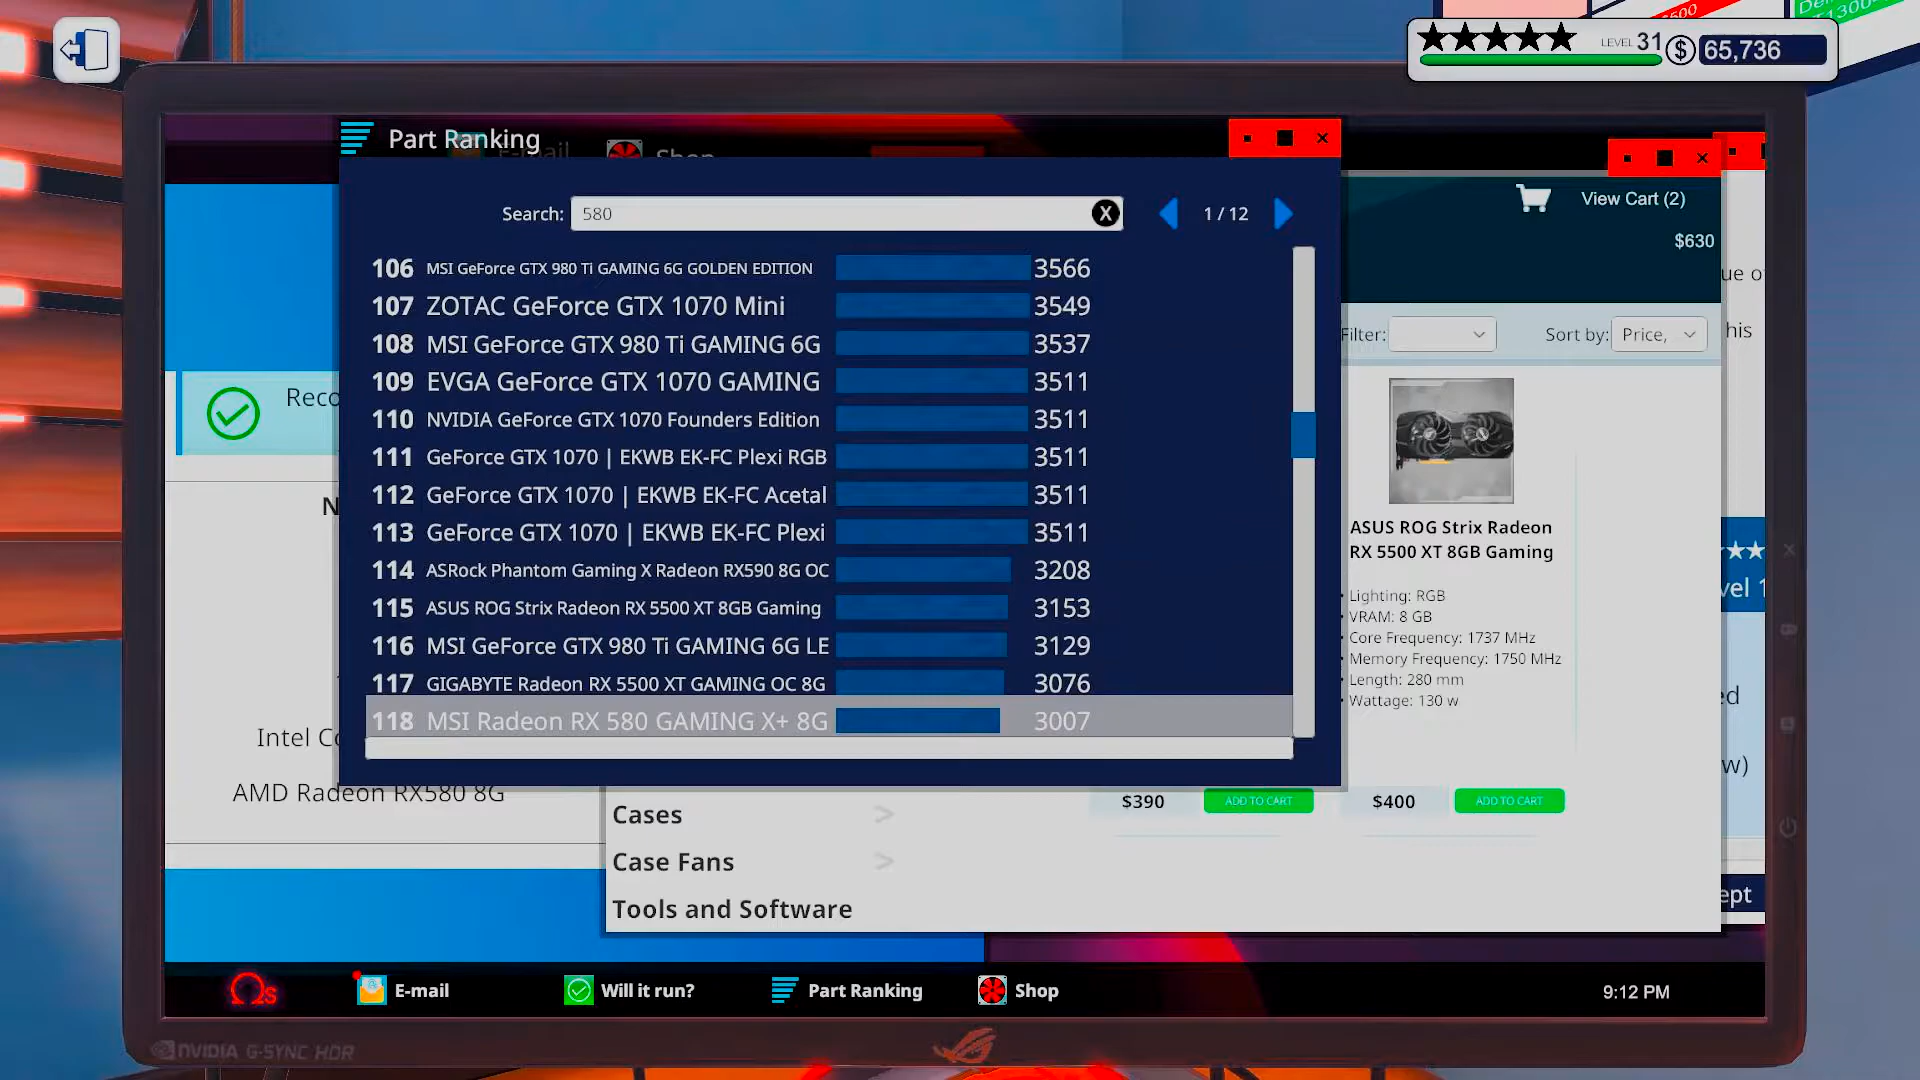 LEVEL 31
$ 65,736
Part Ranking
E-mail
Shop
Search: 580 X 1 / 12
View Cart (2)
$630
106 MSI GeForce GTX 980 Ti GAMING 6G GOLDEN EDITION 3566
107 ZOTAC GeForce GTX 1070 Mini 3549
108 MSI GeForce GTX 980 Ti GAMING 6G 3537
109 EVGA GeForce GTX 1070 GAMING 3511
110 NVIDIA GeForce GTX 1070 Founders Edition 3511
111 GeForce GTX 1070 | EKWB EK-FC Plexi RGB 3511
112 GeForce GTX 1070 | EKWB EK-FC Acetal 3511
113 GeForce GTX 1070 | EKWB EK-FC Plexi 3511
114 ASRock Phantom Gaming X Radeon RX590 8G OC 3208
115 ASUS ROG Strix Radeon RX 5500 XT 8GB Gaming 3153
116 MSI GeForce GTX 980 Ti GAMING 6G LE 3129
117 GIGABYTE Radeon RX 5500 XT GAMING OC 8G 3076
118 MSI Radeon RX 580 GAMING X+ 8G 3007
Filter: Sort by: Price,
his
ASUS ROG Strix Radeon
RX 5500 XT 8GB Gaming
Lighting: RGB
VRAM: 8 GB
Core Frequency: 1737 MHz
Memory Frequency: 1750 MHz
Length: 280 mm
Wattage: 130 w
$390 ADD TO CART $400 ADD TO CART
Reco
N
Intel Co
AMD Radeon RX580 8G
Cases >
Case Fans >
Tools and Software
ue o
vel 1
ed
w)
ept
Ωs E-mail Will it run? Part Ranking Shop 9:12 PM
NVIDIA G-SYNC HDR